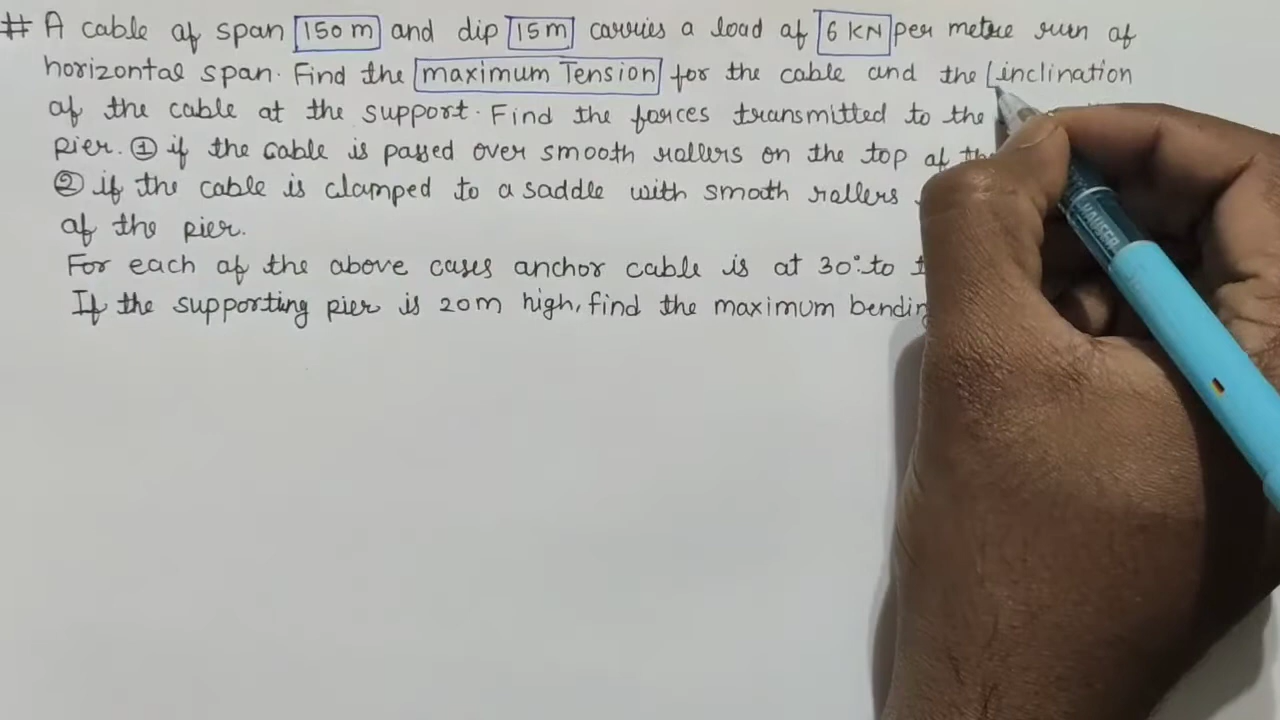 # A cable of span 150 m and dip 15 m carries a load of 6 KN per metre run of
horizontal span. Find the maximum Tension for the cable and the inclination
of the cable at the support. Find the forces transmitted to the
pier. ① if the cable is passed over smooth rollers on the top of
② if the cable is clamped to a saddle with smoth rollers
of the pier.
For each of the above cases anchor cable is at 30° to
If the supporting pier is 20m high, find the maximum
HAUSER